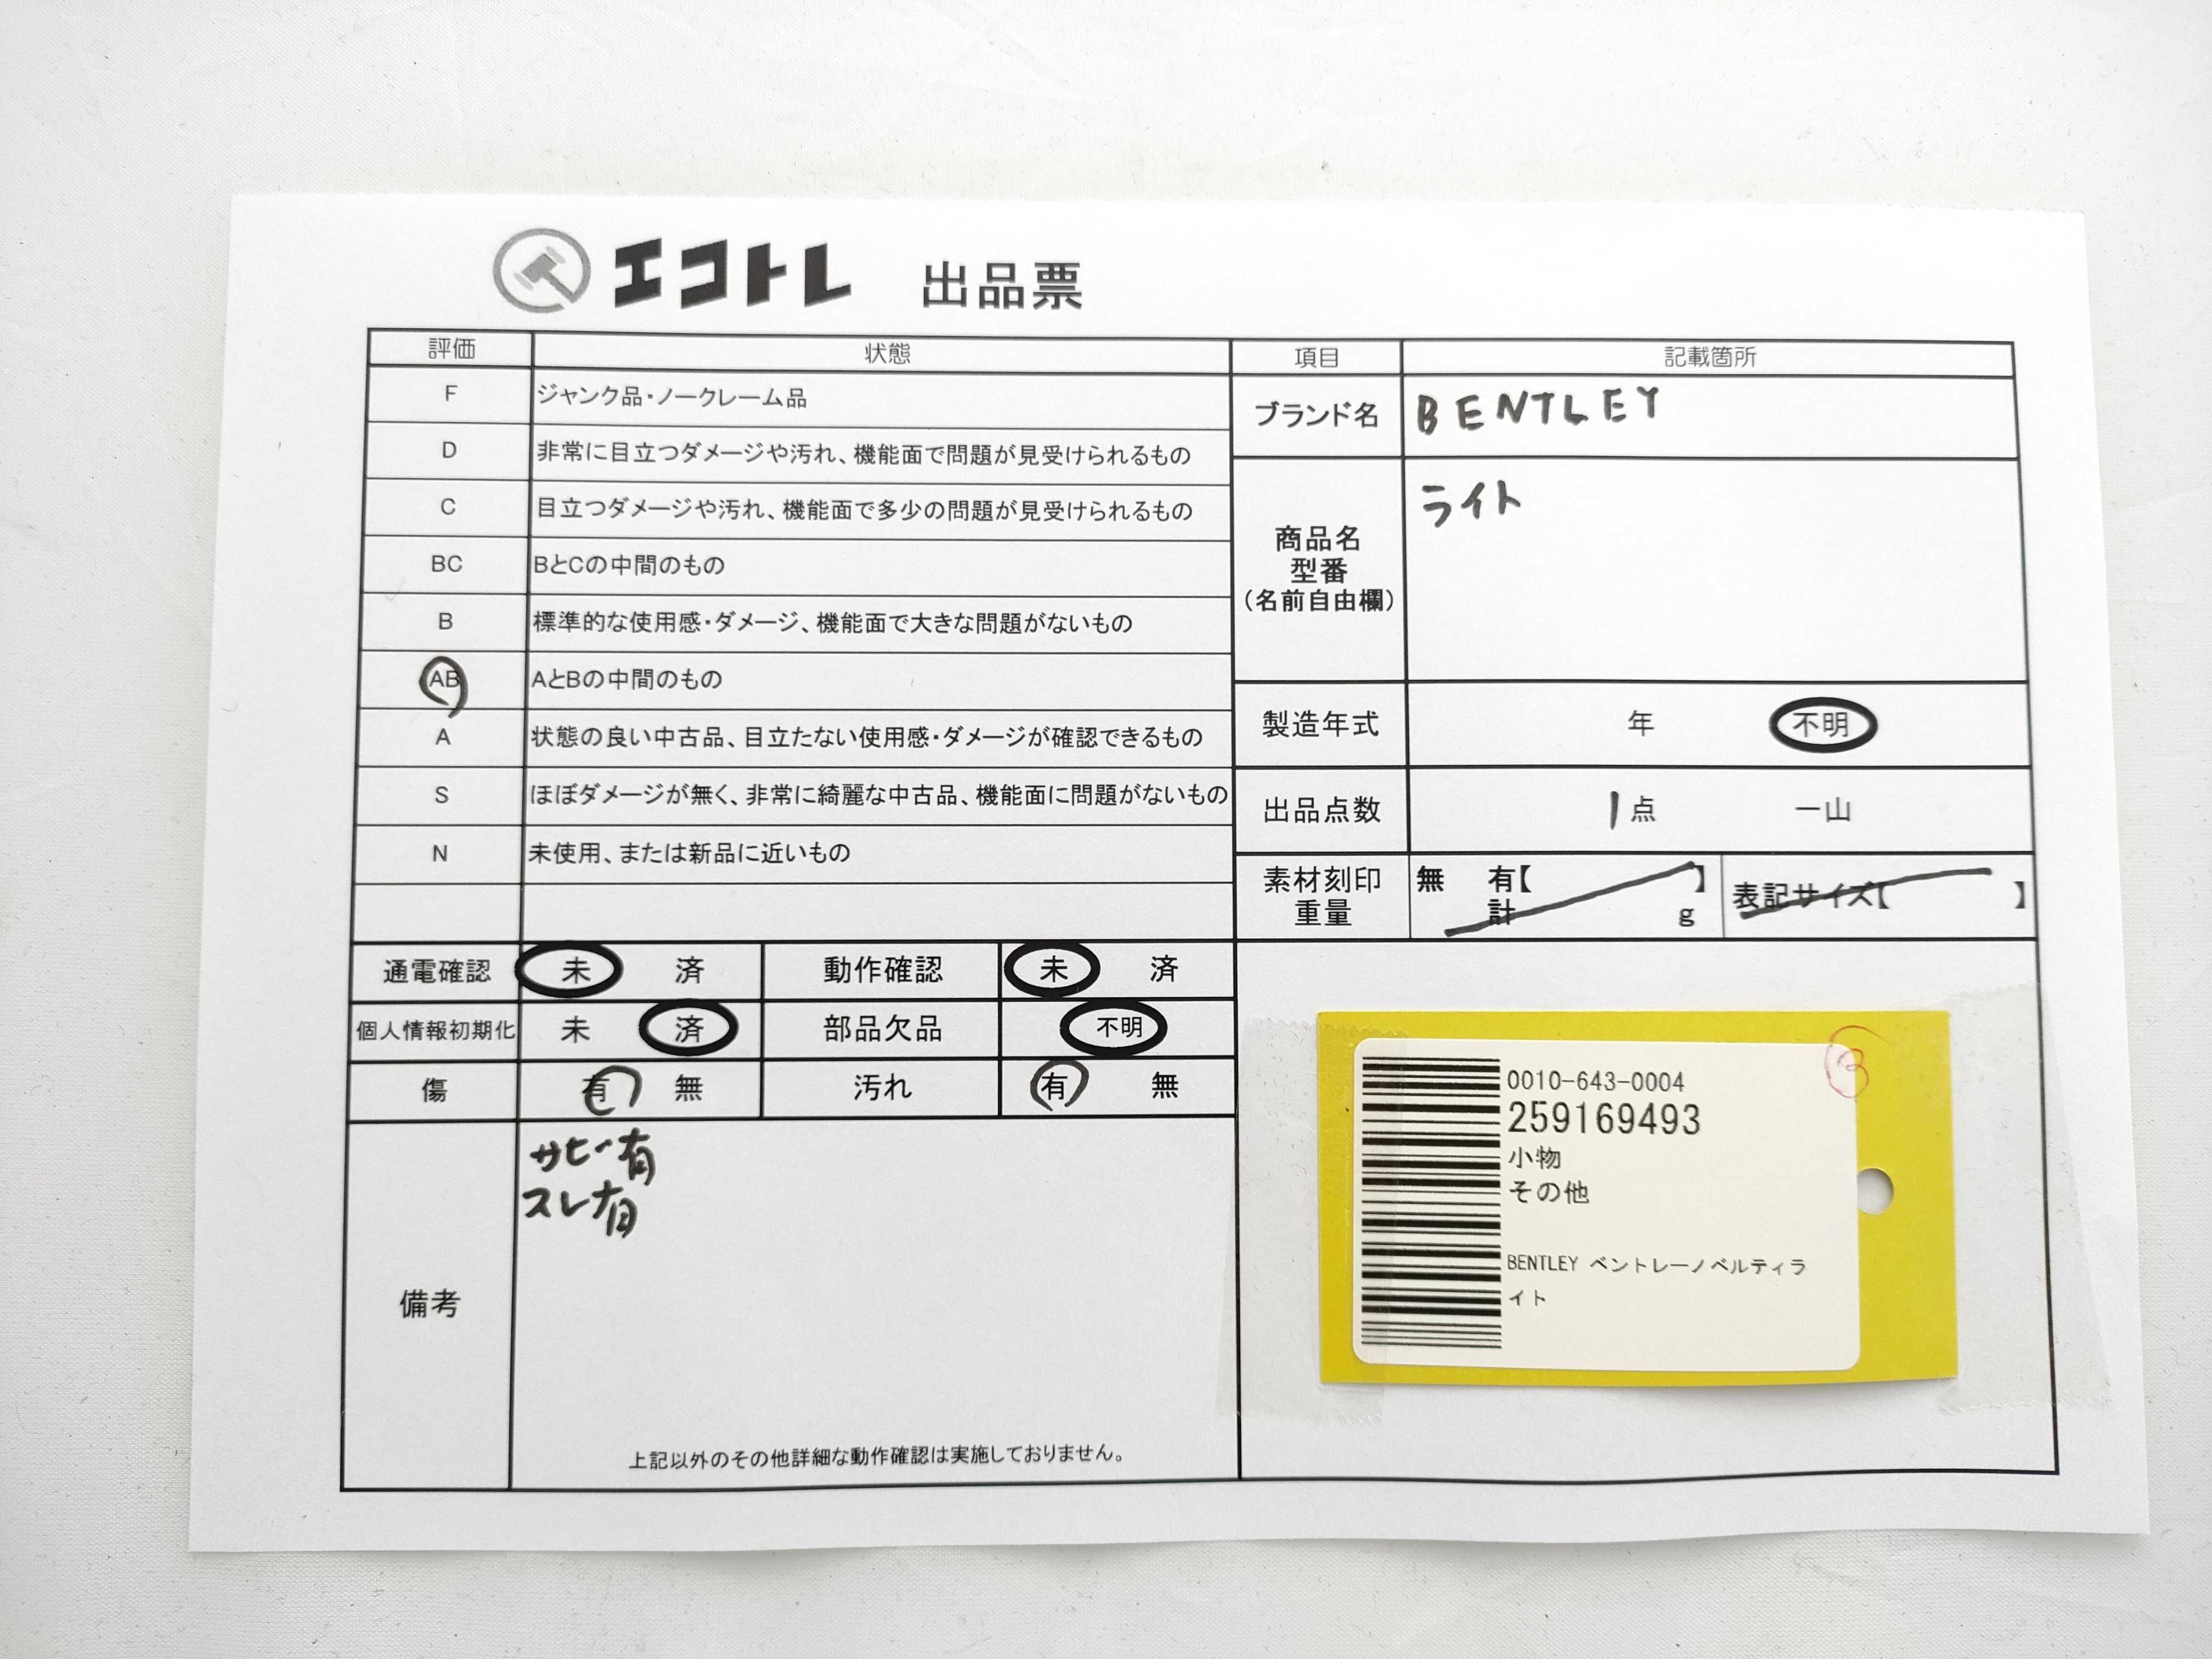 エコトレ 出品票
評価 状態
F ジャンク品・ノークレーム品
D 非常に目立つダメージや汚れ、機能面で問題が見受けられるもの
C 目立つダメージや汚れ、機能面で多少の問題が見受けられるもの
BC BとCの中間のもの
B 標準的な使用感・ダメージ、機能面で大きな問題がないもの
AB AとBの中間のもの
A 状態の良い中古品、目立たない使用感・ダメージが確認できるもの
S ほぼダメージが無く、非常に綺麗な中古品、機能面に問題がないもの
N 未使用、または新品に近いもの
通電確認 未 済 動作確認 未 済
個人情報初期化 未 済 部品欠品 不明
傷 有 無 汚れ 有 無
備考
サビ有
スレ有
上記以外のその他詳細な動作確認は実施しておりません。
項目 記載箇所
ブランド名 BENTLEY
商品名
型番
(名前自由欄)
ライト
製造年式 年 不明
出品点数 1点 一山
素材刻印 無 有【 】
重量 計 g
表記サイズ【 】
0010-643-0004
259169493
小物
その他
BENTLEY ベントレーノベルティラ
イト